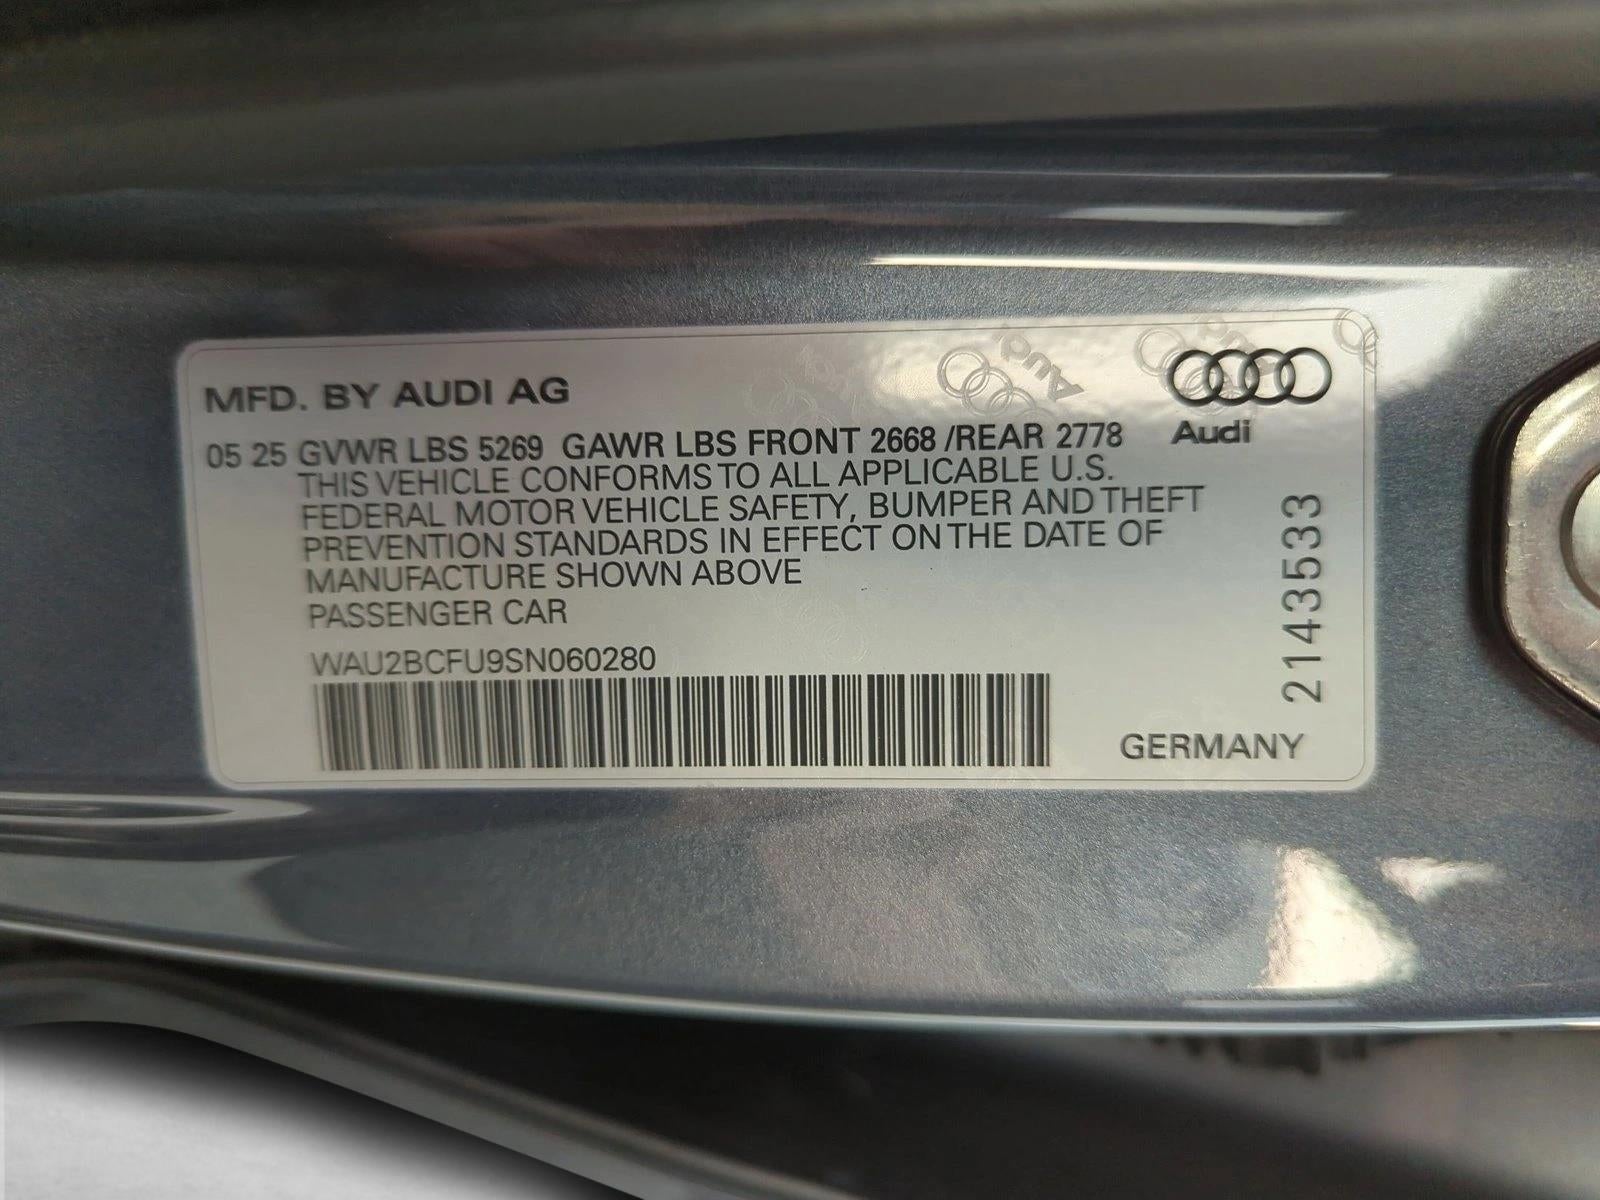 MFD. BY AUDI AG
Audi
05 25 GVWR LBS 5269 GAWR LBS FRONT 2668 /REAR 2778
THIS VEHICLE CONFORMS TO ALL APPLICABLE U.S.
FEDERAL MOTOR VEHICLE SAFETY, BUMPER AND THEFT
PREVENTION STANDARDS IN EFFECT ON THE DATE OF
MANUFACTURE SHOWN ABOVE
PASSENGER CAR
WAU2BCFU9SN060280
GERMANY
2143533
Audi